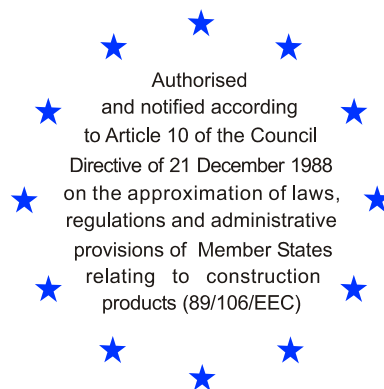 Authorised
and notified according
to Article 10 of the Council
Directive of 21 December 1988
on the approximation of laws,
regulations and administrative
provisions of Member States
relating to construction
products (89/106/EEC)